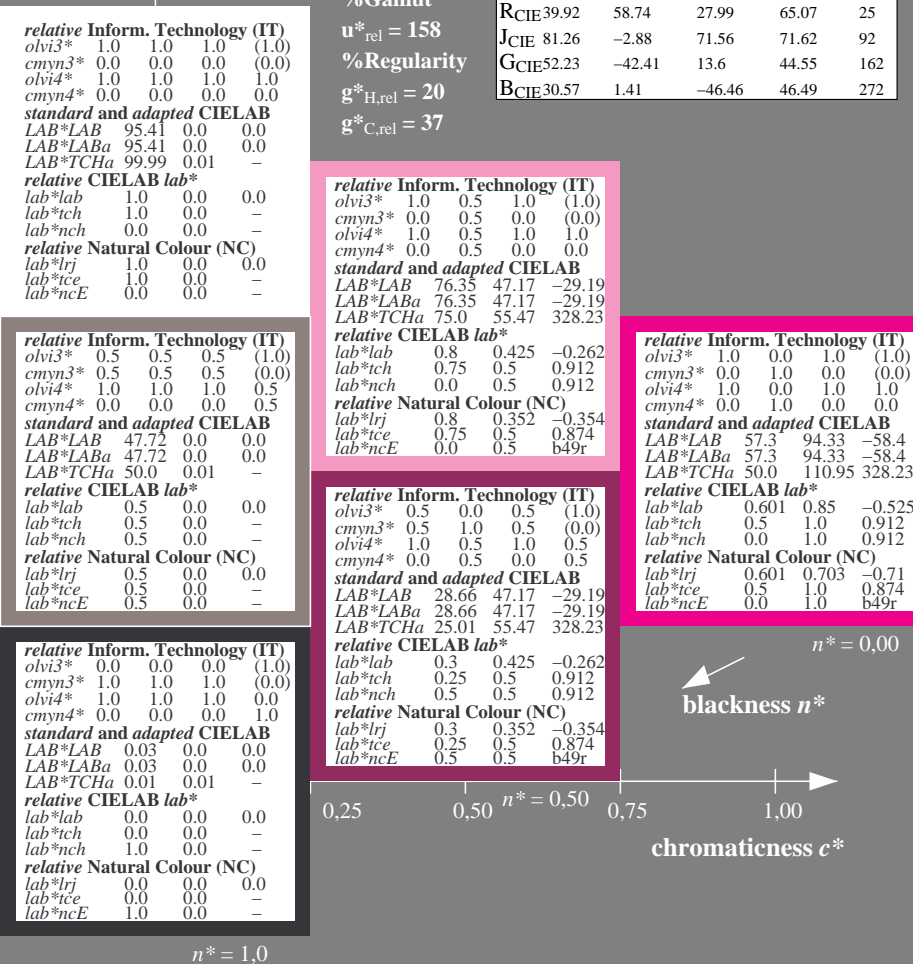 %Gamut
u*rel = 158
%Regularity
g*H,rel = 20
g*C,rel = 37
RCIE 39.92 58.74 27.99 65.07 25
JCIE 81.26 –2.88 71.56 71.62 92
GCIE 52.23 –42.41 13.6 44.55 162
BCIE 30.57 1.41 –46.46 46.49 272
relative Inform. Technology (IT)
olvi3* 1.0 1.0 1.0 (1.0)
cmyn3* 0.0 0.0 0.0 (0.0)
olvi4* 1.0 1.0 1.0 1.0
cmyn4* 0.0 0.0 0.0 0.0
standard and adapted CIELAB
LAB*LAB 95.41 0.0 0.0
LAB*LABa 95.41 0.0 0.0
LAB*TCHa 99.99 0.01 –
relative CIELAB lab*
lab*lab 1.0 0.0 0.0
lab*tch 1.0 0.0 –
lab*nch 0.0 0.0 –
relative Natural Colour (NC)
lab*lrj 1.0 0.0 0.0
lab*tce 1.0 0.0 –
lab*ncE 0.0 0.0 –
relative Inform. Technology (IT)
olvi3* 1.0 0.5 1.0 (1.0)
cmyn3* 0.0 0.5 0.0 (0.0)
olvi4* 1.0 0.5 1.0 1.0
cmyn4* 0.0 0.5 0.0 0.0
standard and adapted CIELAB
LAB*LAB 76.35 47.17 –29.19
LAB*LABa 76.35 47.17 –29.19
LAB*TCHa 75.0 55.47 328.23
relative CIELAB lab*
lab*lab 0.8 0.425 –0.262
lab*tch 0.75 0.5 0.912
lab*nch 0.0 0.5 0.912
relative Natural Colour (NC)
lab*lrj 0.8 0.352 –0.354
lab*tce 0.75 0.5 0.874
lab*ncE 0.0 0.5 b49r
relative Inform. Technology (IT)
olvi3* 0.5 0.5 0.5 (1.0)
cmyn3* 0.5 0.5 0.5 (0.0)
olvi4* 1.0 1.0 1.0 0.5
cmyn4* 0.0 0.0 0.0 0.5
standard and adapted CIELAB
LAB*LAB 47.72 0.0 0.0
LAB*LABa 47.72 0.0 0.0
LAB*TCHa 50.0 0.01 –
relative CIELAB lab*
lab*lab 0.5 0.0 0.0
lab*tch 0.5 0.0 –
lab*nch 0.5 0.0 –
relative Natural Colour (NC)
lab*lrj 0.5 0.0 0.0
lab*tce 0.5 0.0 –
lab*ncE 0.5 0.0 –
relative Inform. Technology (IT)
olvi3* 1.0 0.0 1.0 (1.0)
cmyn3* 0.0 1.0 0.0 (0.0)
olvi4* 1.0 0.0 1.0 1.0
cmyn4* 0.0 1.0 0.0 0.0
standard and adapted CIELAB
LAB*LAB 57.3 94.33 –58.4
LAB*LABa 57.3 94.33 –58.4
LAB*TCHa 50.0 110.95 328.23
relative CIELAB lab*
lab*lab 0.601 0.85 –0.525
lab*tch 0.5 1.0 0.912
lab*nch 0.0 1.0 0.912
relative Natural Colour (NC)
lab*lrj 0.601 0.703 –0.71
lab*tce 0.5 1.0 0.874
lab*ncE 0.0 1.0 b49r
relative Inform. Technology (IT)
olvi3* 0.5 0.0 0.5 (1.0)
cmyn3* 0.5 1.0 0.5 (0.0)
olvi4* 1.0 0.5 1.0 0.5
cmyn4* 0.0 0.5 0.0 0.5
standard and adapted CIELAB
LAB*LAB 28.66 47.17 –29.19
LAB*LABa 28.66 47.17 –29.19
LAB*TCHa 25.01 55.47 328.23
relative CIELAB lab*
lab*lab 0.3 0.425 –0.262
lab*tch 0.25 0.5 0.912
lab*nch 0.5 0.5 0.912
relative Natural Colour (NC)
lab*lrj 0.3 0.352 –0.354
lab*tce 0.25 0.5 0.874
lab*ncE 0.5 0.5 b49r
relative Inform. Technology (IT)
olvi3* 0.0 0.0 0.0 (1.0)
cmyn3* 1.0 1.0 1.0 (0.0)
olvi4* 1.0 1.0 1.0 0.0
cmyn4* 0.0 0.0 0.0 1.0
standard and adapted CIELAB
LAB*LAB 0.03 0.0 0.0
LAB*LABa 0.03 0.0 0.0
LAB*TCHa 0.01 0.01 –
relative CIELAB lab*
lab*lab 0.0 0.0 0.0
lab*tch 0.0 0.0 –
lab*nch 1.0 0.0 –
relative Natural Colour (NC)
lab*lrj 0.0 0.0 0.0
lab*tce 0.0 0.0 –
lab*ncE 1.0 0.0 –
n* = 0,00
blackness n*
0,25 0,50 n* = 0,50 0,75 1,00
chromaticness c*
n* = 1,0